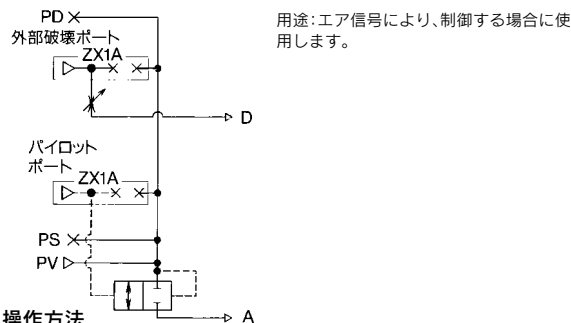 PD
外部破壊ポート
ZX1A
D
パイロット
ポート
ZX1A
PS
PV
A
用途:エア信号により、制御する場合に使
用します。
操作方法